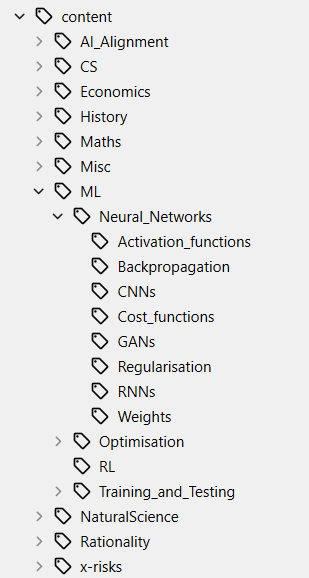 content
AI_Alignment
CS
Economics
History
Maths
Misc
ML
Neural_Networks
Activation_functions
Backpropagation
CNNs
Cost_functions
GANs
Regularisation
RNNs
Weights
Optimisation
RL
Training_and_Testing
NaturalScience
Rationality
x-risks